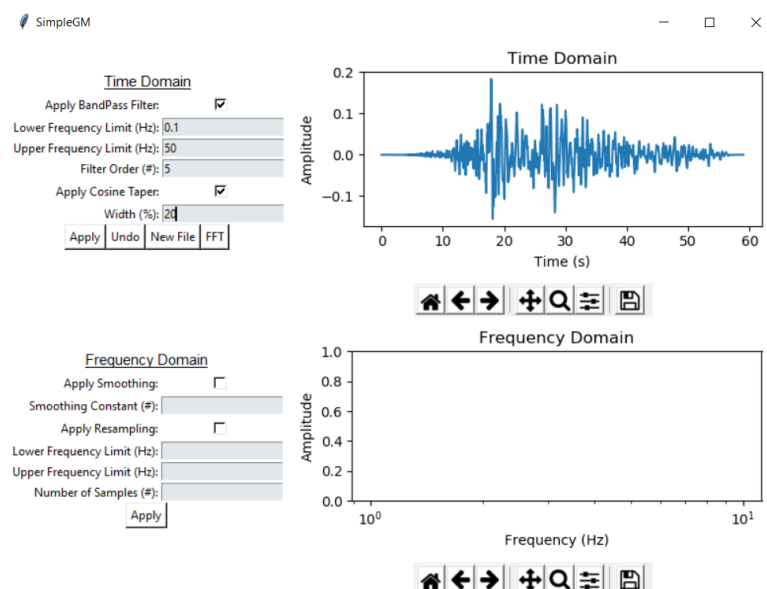 SimpleGM
Time Domain
Apply BandPass Filter:
Lower Frequency Limit (Hz): 0.1
Upper Frequency Limit (Hz): 50
Filter Order (#): 5
Apply Cosine Taper:
Width (%): 20
Apply Undo New File FFT
Time Domain
0.2
0.1
0.0
−0.1
Amplitude
0 10 20 30 40 50 60
Time (s)
Frequency Domain
Apply Smoothing:
Smoothing Constant (#):
Apply Resampling:
Lower Frequency Limit (Hz):
Upper Frequency Limit (Hz):
Number of Samples (#):
Apply
Frequency Domain
1.0
0.8
0.6
0.4
0.2
0.0
Amplitude
10⁰ 10¹
Frequency (Hz)